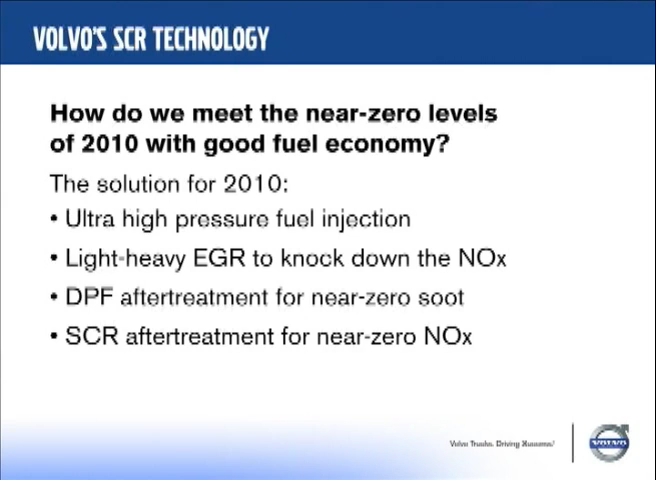 VOLVO'S SCR TECHNOLOGY
How do we meet the near-zero levels
of 2010 with good fuel economy?
The solution for 2010:
• Ultra high pressure fuel injection
• Light-heavy EGR to knock down the NOx
• DPF aftertreatment for near-zero soot
• SCR aftertreatment for near-zero NOx
Volvo Trucks. Driving Success.®
VOLVO